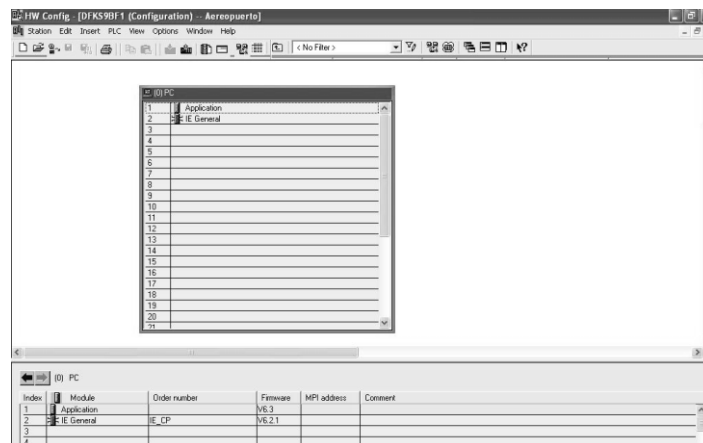 HW Config - [DFKS9BF1 (Configuration) -- Aereopuerto]
Station Edit Insert PLC View Options Window Help
< No Filter >
(0) PC
1 Application
2 IE General
3
4
5
6
7
8
9
10
11
12
13
14
15
16
17
18
19
20
21
(0) PC
Index Module Order number Firmware MPI address Comment
1 Application V6.3
2 IE General IE_CP V6.2.1
3
4